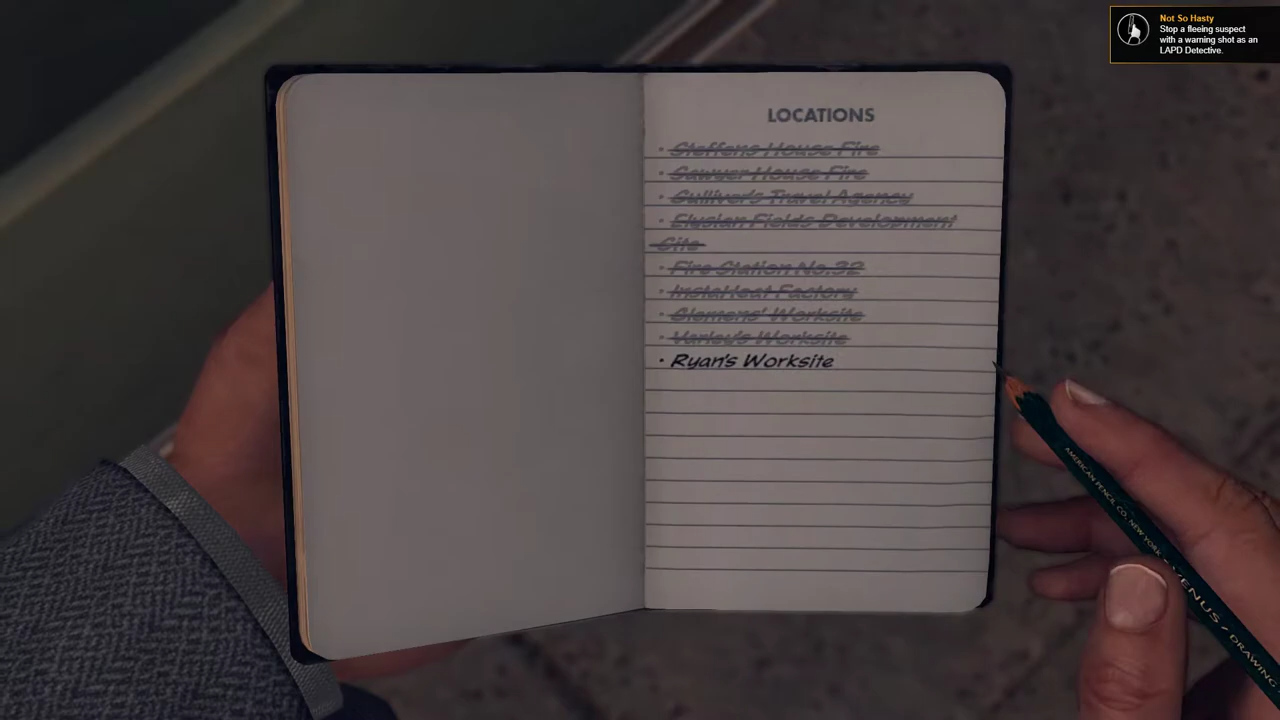 Not So Hasty
Stop a fleeing suspect
with a warning shot as an
LAPD Detective.
LOCATIONS
· Steffens House Fire
· Sawyer House Fire
· Gulliver's Travel Agency
· Elysian Fields Development
Site
· Fire Station No.32
· InstaHeat Factory
· Clemens' Worksite
· Varley's Worksite
· Ryan's Worksite
AMERICAN PENCIL CO. NEW YORK
VENUS / DRAWING